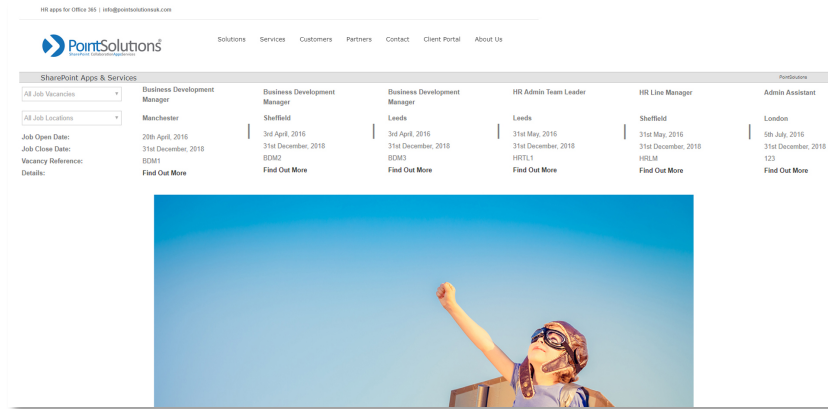 HR apps for Office 365 | info@pointsolutionsuk.com
PointSolutions®
SharePoint CollaborationAppsServices
Solutions Services Customers Partners Contact Client Portal About Us
SharePoint Apps & Services
PointSolutions
All Job Vacancies
All Job Locations
Job Open Date:
Job Close Date:
Vacancy Reference:
Details:
Business Development
Manager
Manchester
20th April, 2016
31st December, 2018
BDM1
Find Out More
Business Development
Manager
Sheffield
3rd April, 2016
31st December, 2018
BDM2
Find Out More
Business Development
Manager
Leeds
3rd April, 2016
31st December, 2018
BDM3
Find Out More
HR Admin Team Leader
Leeds
31st May, 2016
31st December, 2018
HRTL1
Find Out More
HR Line Manager
Sheffield
31st May, 2016
31st December, 2018
HRLM
Find Out More
Admin Assistant
London
5th July, 2016
31st December, 2018
123
Find Out More